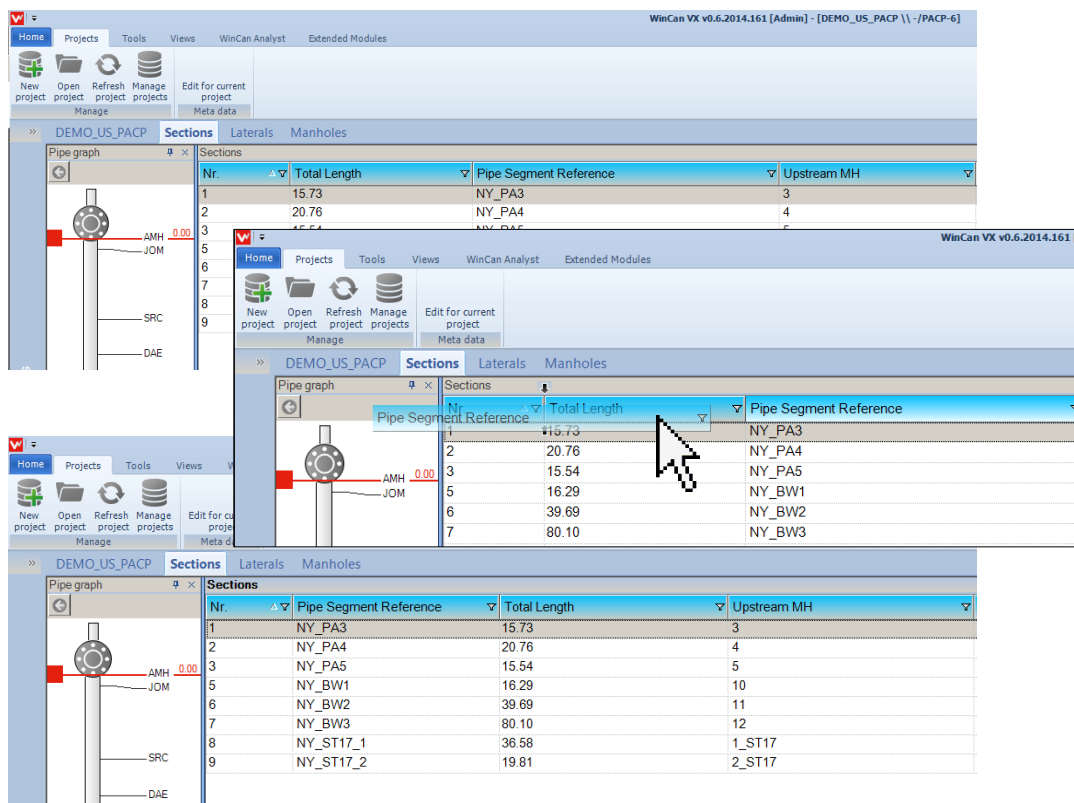 WinCan VX v0.6.2014.161 [Admin] - [DEMO_US_PACP \\ -/PACP-6]
Home Projects Tools Views WinCan Analyst Extended Modules
New project Open project Refresh project Manage projects Edit for current project
Manage Meta data
DEMO_US_PACP Sections Laterals Manholes
Pipe graph Sections
Nr. Total Length Pipe Segment Reference Upstream MH
1 15.73 NY_PA3 3
2 20.76 NY_PA4 4
3
5
6
7
8
9
AMH 0.00
JOM
SRC
DAE
WinCan VX v0.6.2014.161
Home Projects Tools Views WinCan Analyst Extended Modules
New project Open project Refresh project Manage projects Edit for current project
Manage Meta data
DEMO_US_PACP Sections Laterals Manholes
Pipe graph Sections
Nr. Total Length Pipe Segment Reference
Pipe Segment Reference
1 15.73 NY_PA3
2 20.76 NY_PA4
3 15.54 NY_PA5
5 16.29 NY_BW1
6 39.69 NY_BW2
7 80.10 NY_BW3
AMH 0.00
JOM
Home Projects Tools Views
New project Open project Refresh project Manage projects Edit for
Manage Meta
DEMO_US_PACP Sections Laterals Manholes
Pipe graph Sections
Nr. Pipe Segment Reference Total Length Upstream MH
1 NY_PA3 15.73 3
2 NY_PA4 20.76 4
3 NY_PA5 15.54 5
5 NY_BW1 16.29 10
6 NY_BW2 39.69 11
7 NY_BW3 80.10 12
8 NY_ST17_1 36.58 1_ST17
9 NY_ST17_2 19.81 2_ST17
AMH 0.00
JOM
SRC
DAE